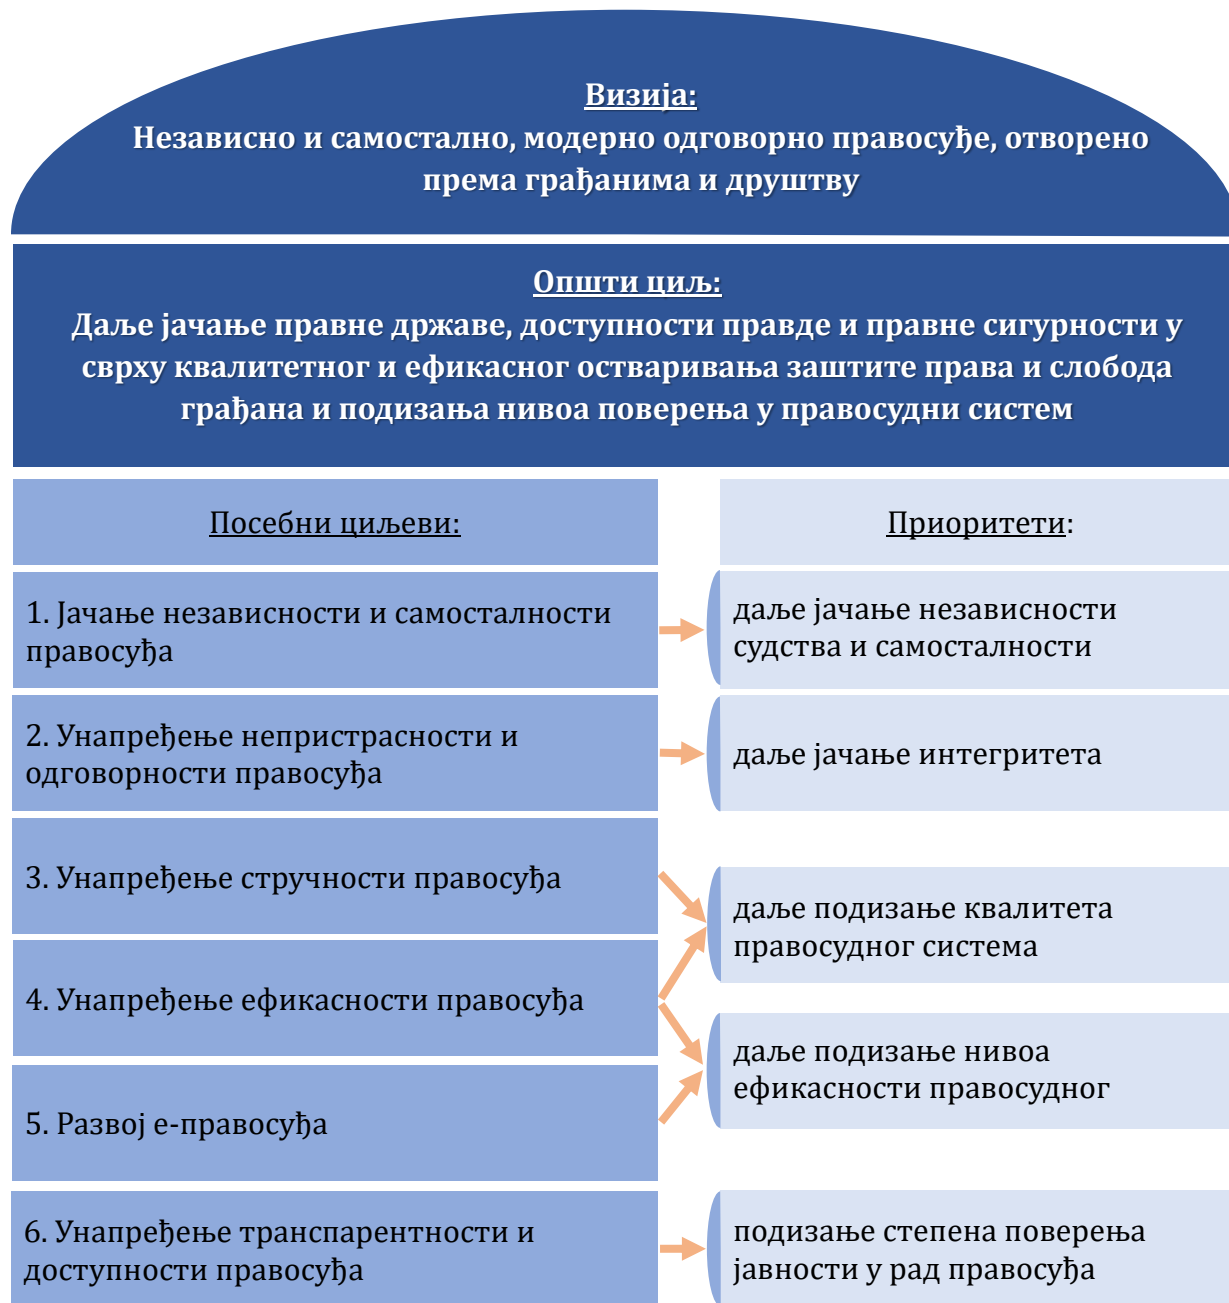 Визија:
Независно и самостално, модерно одговорно правосуђе, отворено
према грађанима и друштву
Општи циљ:
Даље јачање правне државе, доступности правде и правне сигурности у
сврху квалитетног и ефикасног остваривања заштите права и слобода
грађана и подизања нивоа поверења у правосудни систем
Посебни циљеви:
Приоритети:
1. Јачање независности и самосталности
правосуђа
даље јачање независности
судства и самосталности
2. Унапређење непристрасности и
одговорности правосуђа
даље јачање интегритета
3. Унапређење стручности правосуђа
даље подизање квалитета
правосудног система
4. Унапређење ефикасности правосуђа
даље подизање нивоа
ефикасности правосудног
5. Развој е-правосуђа
6. Унапређење транспарентности и
доступности правосуђа
подизање степена поверења
јавности у рад правосуђа